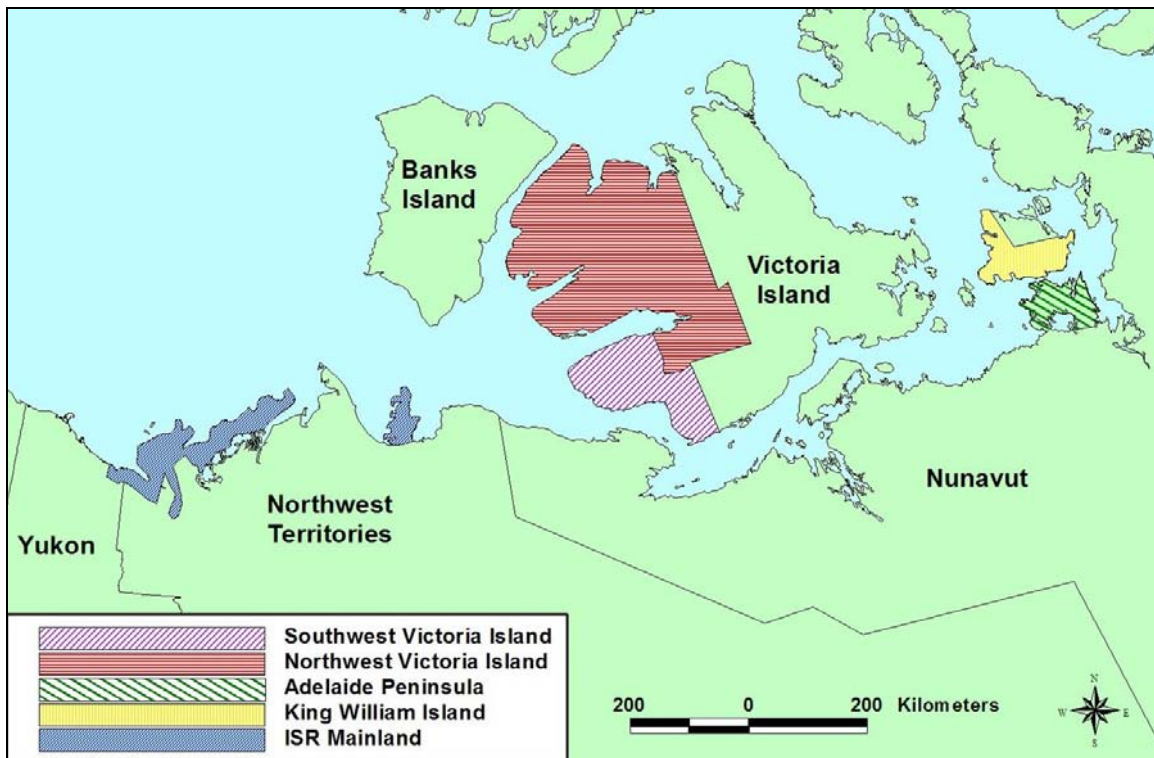 Banks
Island
Victoria
Island
Nunavut
Northwest
Territories
Yukon
Southwest Victoria Island
Northwest Victoria Island
Adelaide Peninsula
King William Island
ISR Mainland
200 0 200 Kilometers
N
W E
S